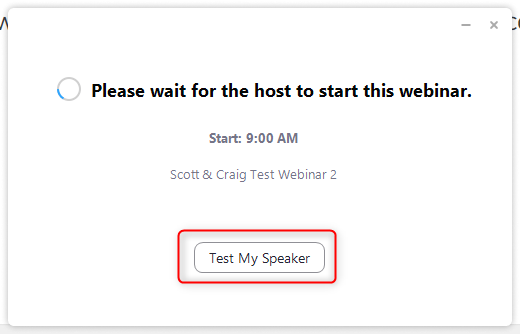 Please wait for the host to start this webinar.
Start: 9:00 AM
Scott & Craig Test Webinar 2
Test My Speaker